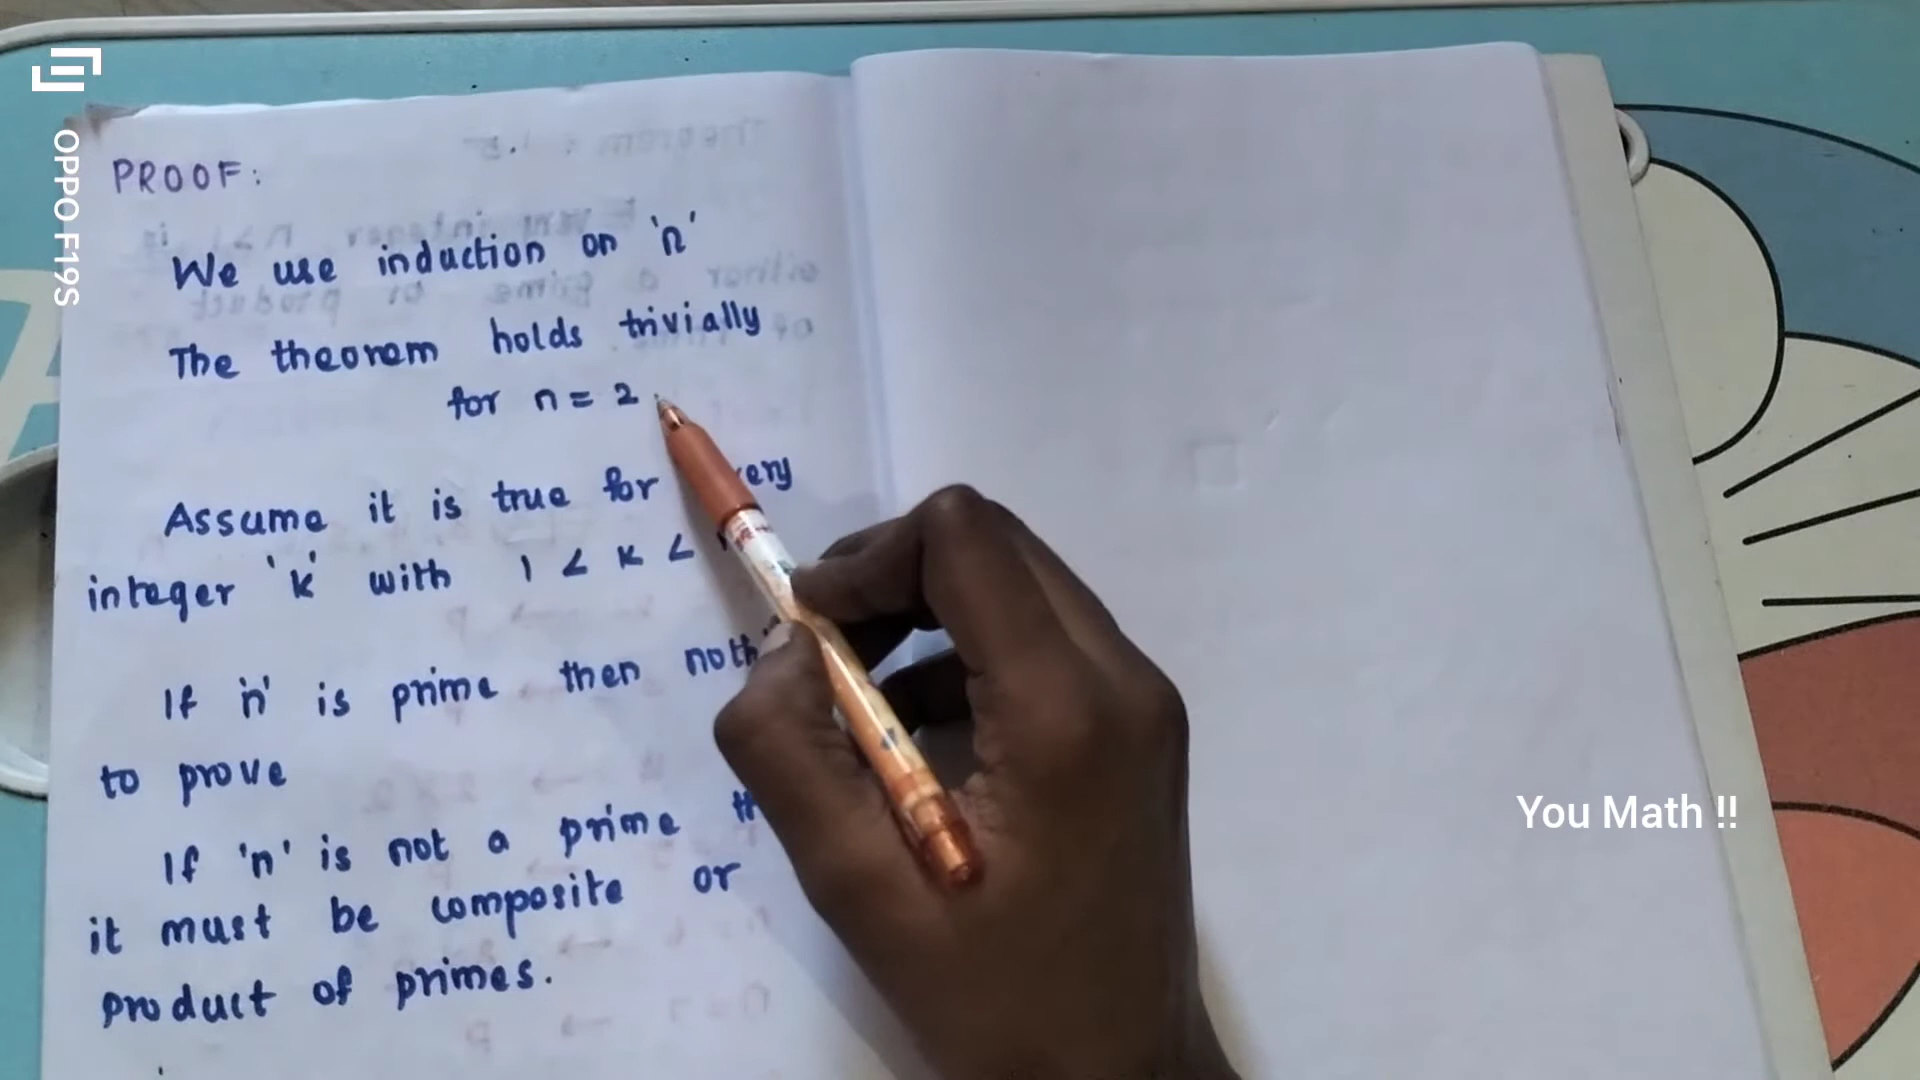 OPPO F19S
PROOF:
We use induction on 'n'
The theorem holds trivially
for n = 2
Assume it is true for
integer 'k' with 1 < k <
If 'n' is prime then
to prove
If 'n' is not a prime
it must be composite or
product of primes.
You Math !!